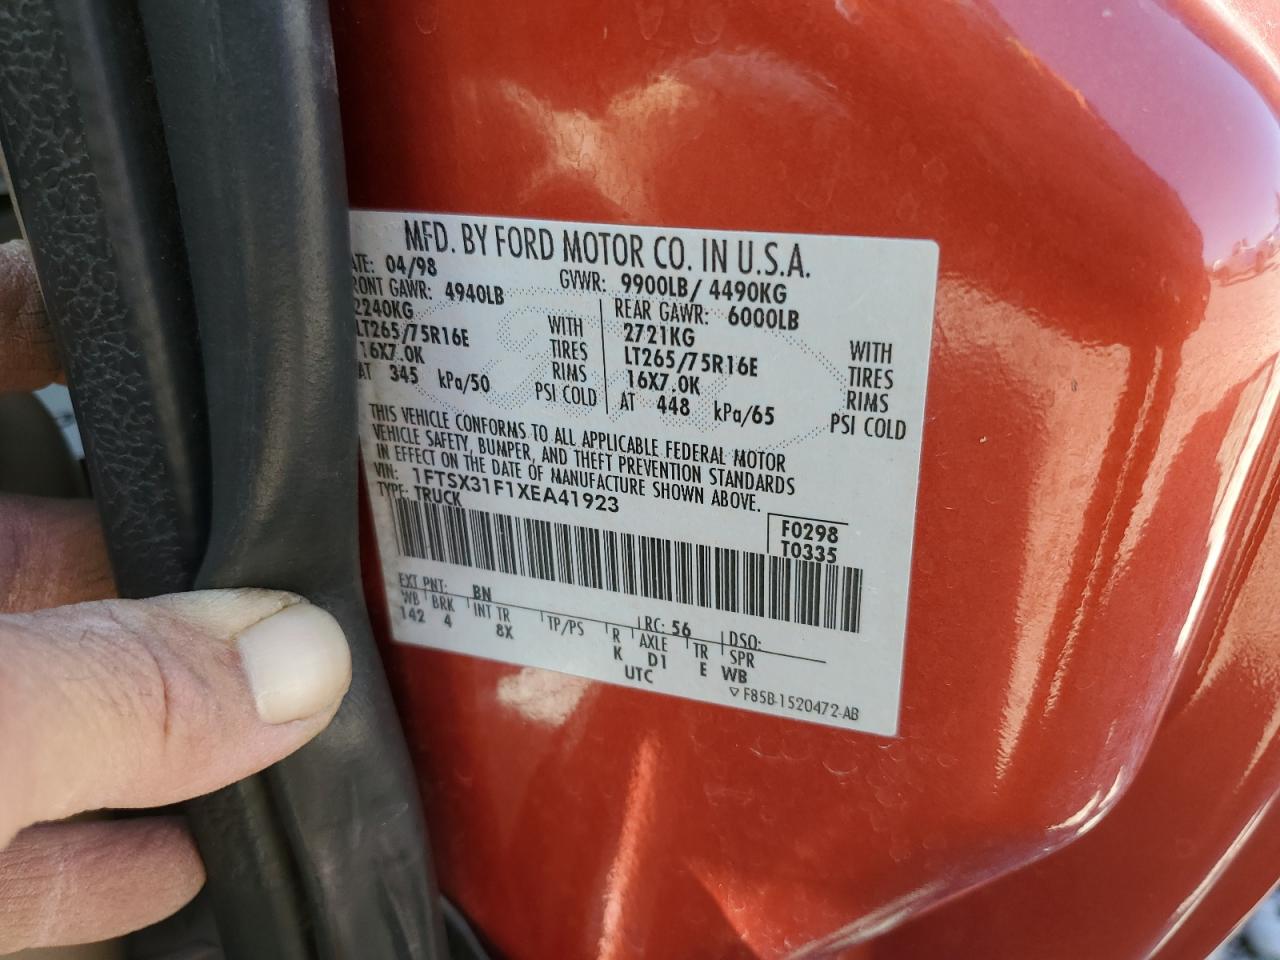 MFD. BY FORD MOTOR CO. IN U.S.A.
ATE: 04/98 GVWR: 9900LB/ 4490KG
RONT GAWR: 4940LB REAR GAWR: 6000LB
2240KG WITH 2721KG WITH
LT265/75R16E TIRES LT265/75R16E TIRES
16X7.0K RIMS 16X7.0K RIMS
AT 345 kPa/50 PSI COLD AT 448 kPa/65 PSI COLD
THIS VEHICLE CONFORMS TO ALL APPLICABLE FEDERAL MOTOR
VEHICLE SAFETY, BUMPER, AND THEFT PREVENTION STANDARDS
IN EFFECT ON THE DATE OF MANUFACTURE SHOWN ABOVE.
VIN: 1FTSX31F1XEA41923
TYPE: TRUCK
F0298
T0335
EXT PNT: BN RC: 56 DSO:
WB BRK INT TR TP/PS R AXLE TR SPR
142 4 8X K D1 E WB
UTC
▽ F85B-1520472-AB